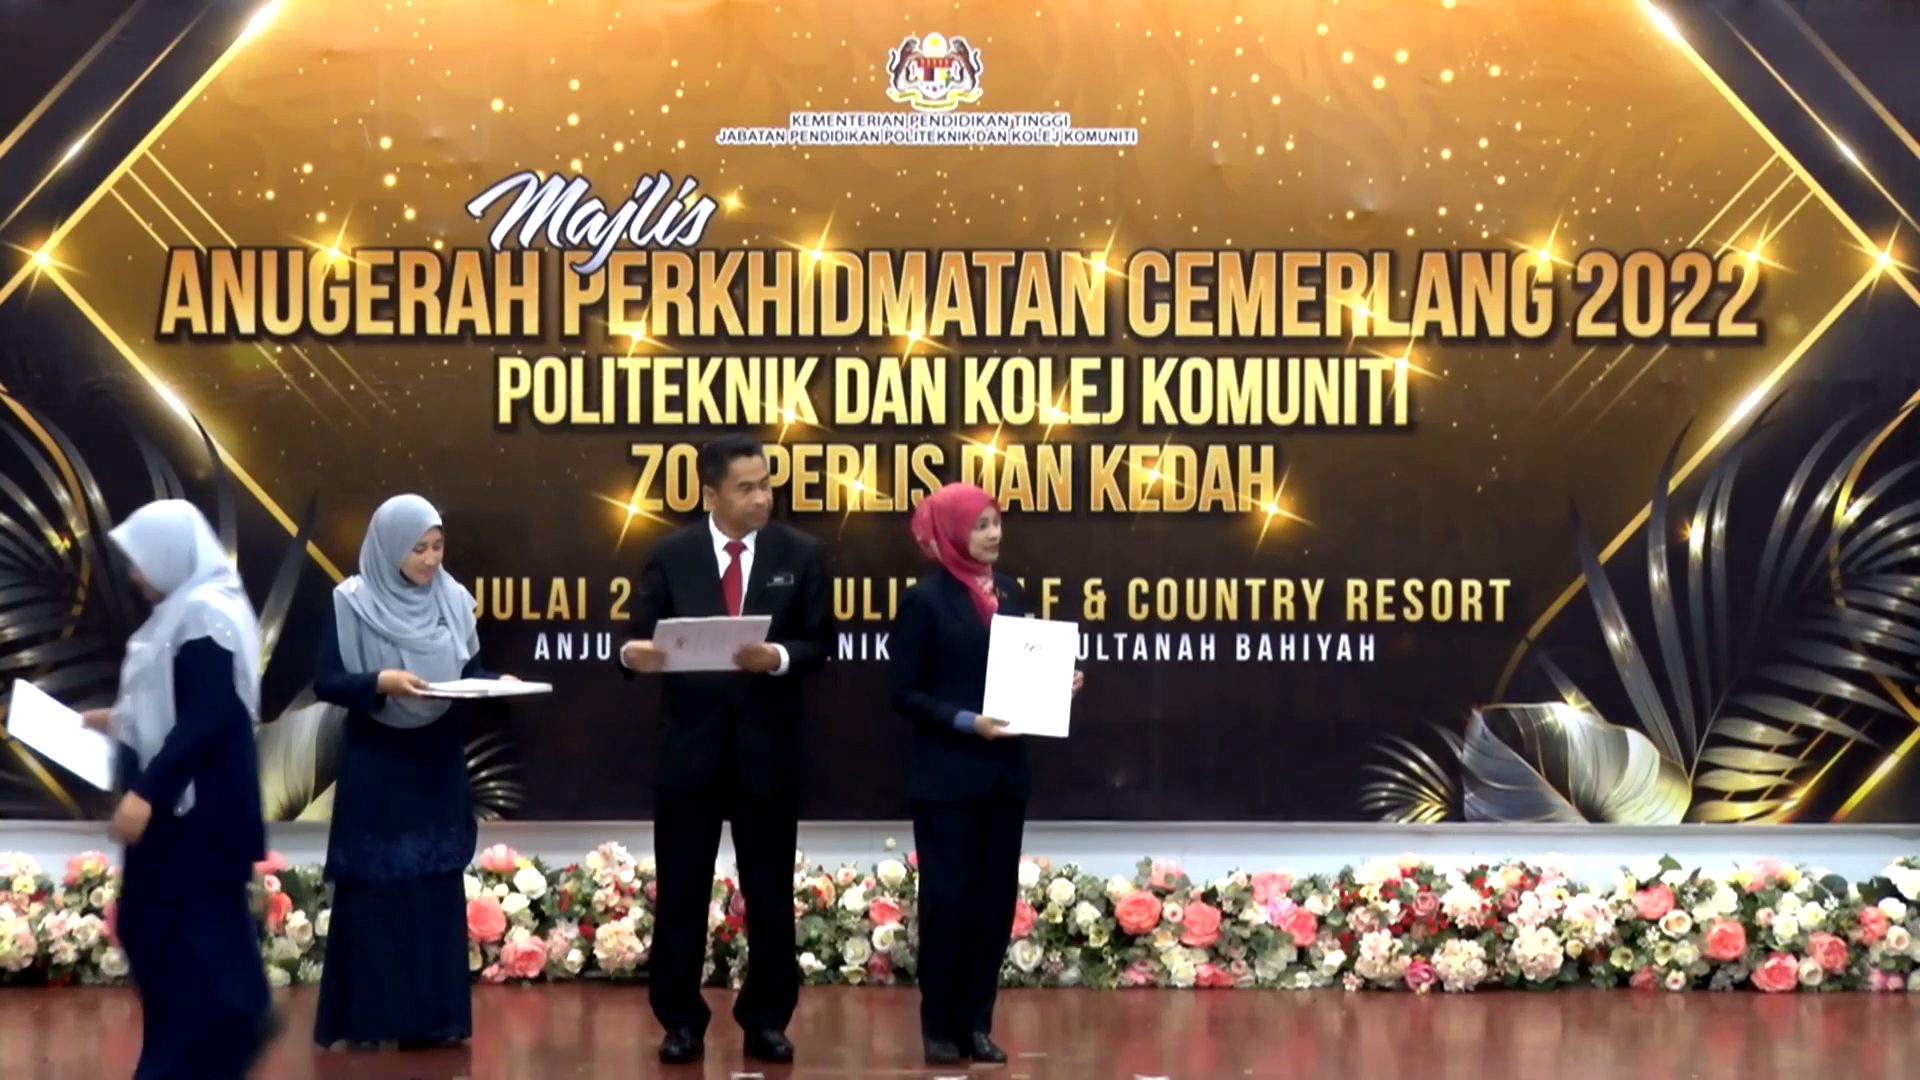 KEMENTERIAN PENDIDIKAN TINGGI
JABATAN PENDIDIKAN POLITEKNIK DAN KOLEJ KOMUNITI
Majlis
ANUGERAH PERKHIDMATAN CEMERLANG 2022
POLITEKNIK DAN KOLEJ KOMUNITI
PERLIS DAN KEDAH
JULAI & COUNTRY RESORT
BAHIYAH